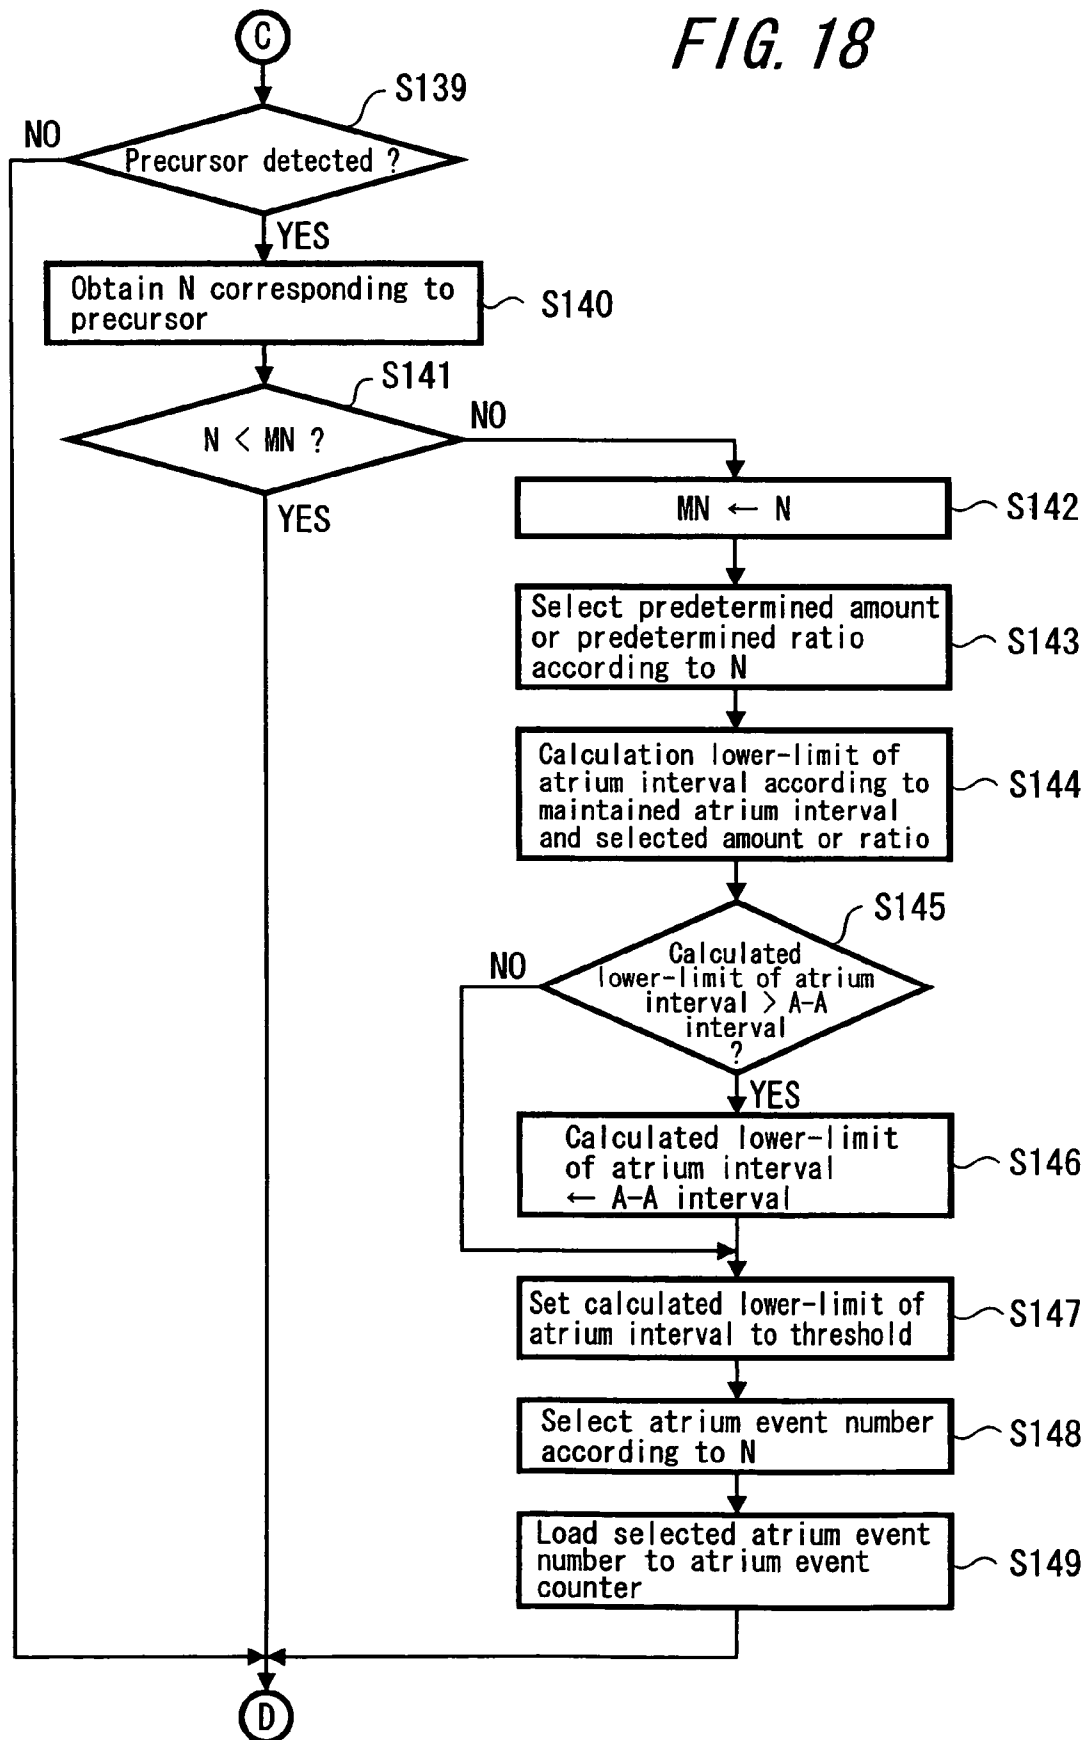 FIG. 18
C
S139
NO
Precursor detected ?
YES
Obtain N corresponding to
precursor
S140
S141
N < MN ?
NO
YES
MN ← N
S142
Select predetermined amount
or predetermined ratio
according to N
S143
Calculation lower-limit of
atrium interval according to
maintained atrium interval
and selected amount or ratio
S144
S145
NO
Calculated
lower-limit of atrium
interval > A-A
interval
?
YES
Calculated lower-limit
of atrium interval
← A-A interval
S146
Set calculated lower-limit of
atrium interval to threshold
S147
Select atrium event number
according to N
S148
Load selected atrium event
number to atrium event
counter
S149
D